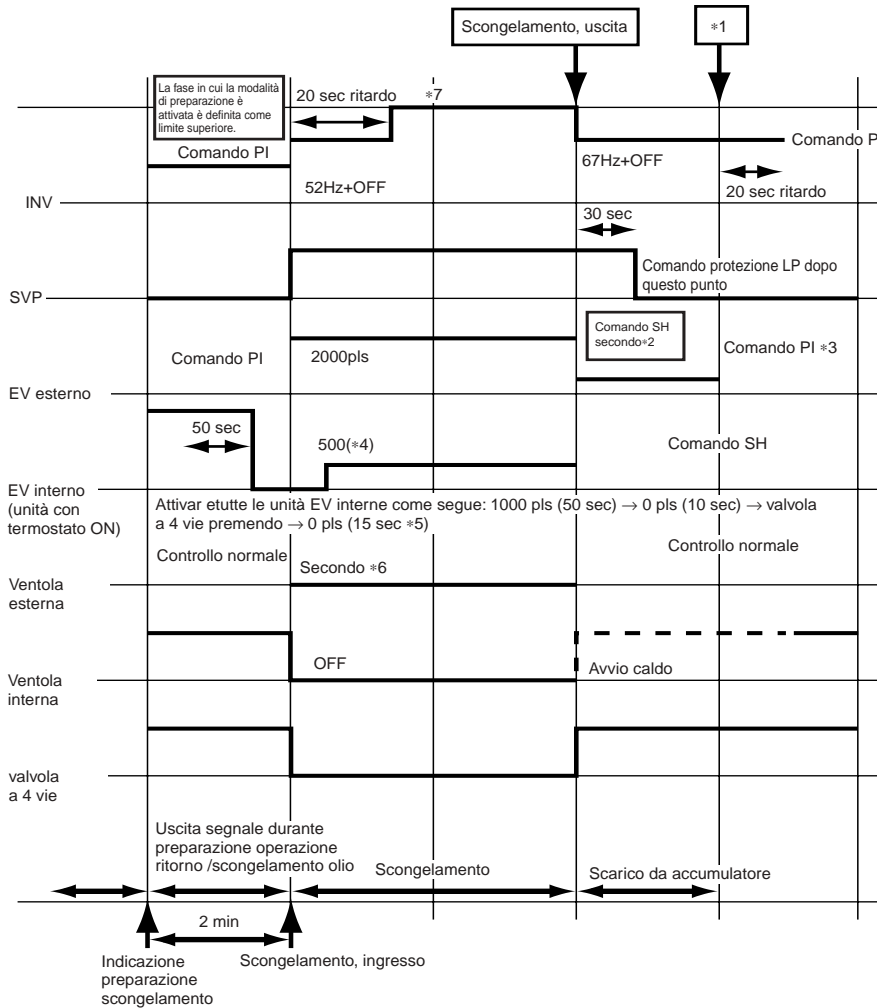 Scongelamento, uscita
*1
La fase in cui la modalità
di preparazione è
attivata è definita come
limite superiore.
20 sec ritardo
*7
Comando PI
Comando P
67Hz+OFF
52Hz+OFF
20 sec ritardo
INV
30 sec
Comando protezione LP dopo
questo punto
SVP
Comando SH
secondo*2
Comando PI *3
Comando PI
2000pls
EV esterno
50 sec
500(*4)
Comando SH
EV interno
(unità con
termostato ON)
Attivar etutte le unità EV interne come segue: 1000 pls (50 sec) → 0 pls (10 sec) → valvola
a 4 vie premendo → 0 pls (15 sec *5)
Controllo normale
Controllo normale
Secondo *6
Ventola
esterna
OFF
Avvio caldo
Ventola
interna
valvola
a 4 vie
Uscita segnale durante
preparazione operazione
ritorno /scongelamento olio
Scongelamento
Scarico da accumulatore
2 min
Indicazione
preparazione
scongelamento
Scongelamento, ingresso